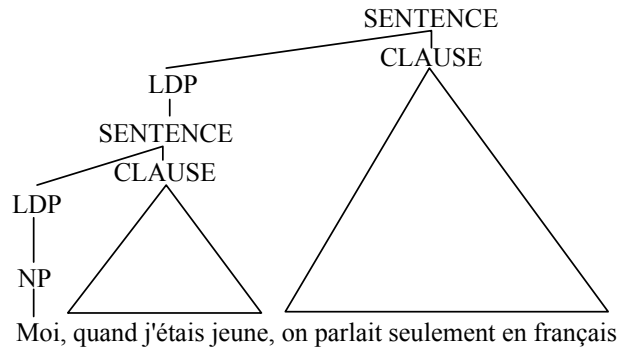 SENTENCE
CLAUSE
LDP
SENTENCE
CLAUSE
LDP
NP
Moi, quand j'étais jeune, on parlait seulement en français